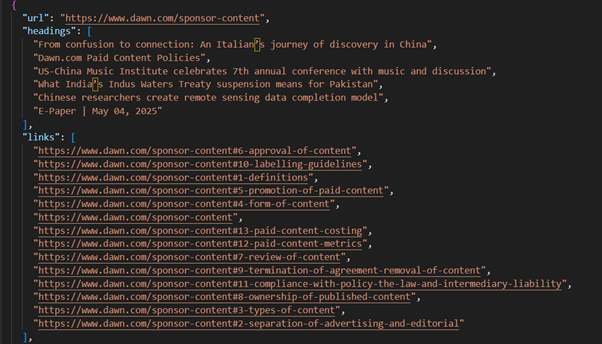 {
"url": "https://www.dawn.com/sponsor-content",
"headings": [
"From confusion to connection: An Italian’s journey of discovery in China",
"Dawn.com Paid Content Policies",
"US-China Music Institute celebrates 7th annual conference with music and discussion",
"What India’s Indus Waters Treaty suspension means for Pakistan",
"Chinese researchers create remote sensing data completion model",
"E-Paper | May 04, 2025"
],
"links": [
"https://www.dawn.com/sponsor-content#6-approval-of-content",
"https://www.dawn.com/sponsor-content#10-labelling-guidelines",
"https://www.dawn.com/sponsor-content#1-definitions",
"https://www.dawn.com/sponsor-content#5-promotion-of-paid-content",
"https://www.dawn.com/sponsor-content#4-form-of-content",
"https://www.dawn.com/sponsor-content",
"https://www.dawn.com/sponsor-content#13-paid-content-costing",
"https://www.dawn.com/sponsor-content#12-paid-content-metrics",
"https://www.dawn.com/sponsor-content#7-review-of-content",
"https://www.dawn.com/sponsor-content#9-termination-of-agreement-removal-of-content",
"https://www.dawn.com/sponsor-content#11-compliance-with-policy-the-law-and-intermediary-liability",
"https://www.dawn.com/sponsor-content#8-ownership-of-published-content",
"https://www.dawn.com/sponsor-content#3-types-of-content",
"https://www.dawn.com/sponsor-content#2-separation-of-advertising-and-editorial"
],